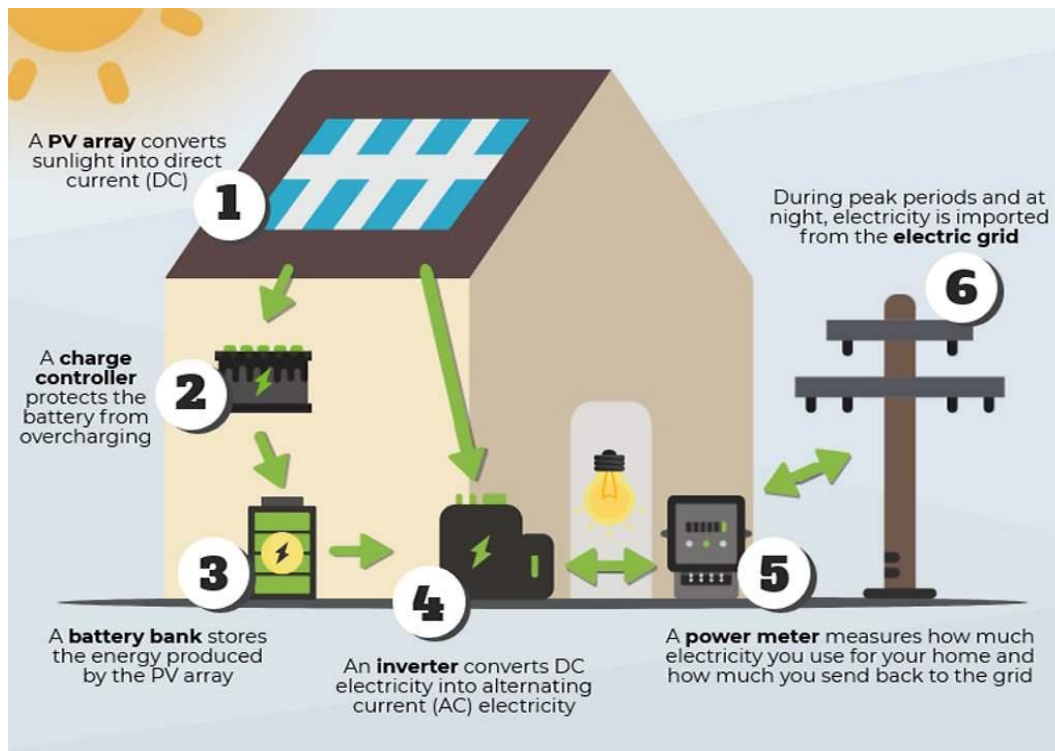 A PV array converts
sunlight into direct
current (DC)
1
A charge
controller
protects the
battery from
overcharging
2
3
A battery bank stores
the energy produced
by the PV array
4
An inverter converts DC
electricity into alternating
current (AC) electricity
5
A power meter measures how much
electricity you use for your home and
how much you send back to the grid
During peak periods and at
night, electricity is imported
from the electric grid
6